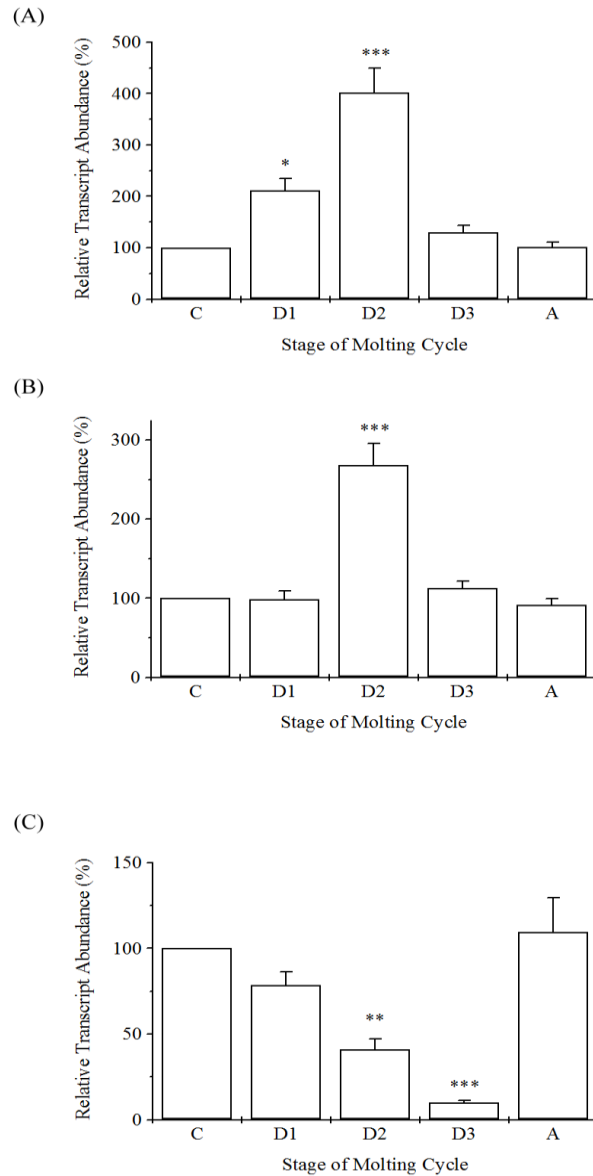 (A)
Relative Transcript Abundance (%)
500
400
300
200
100
0
*
***
C D1 D2 D3 A
Stage of Molting Cycle
(B)
Relative Transcript Abundance (%)
300
200
100
0
***
C D1 D2 D3 A
Stage of Molting Cycle
(C)
Relative Transcript Abundance (%)
150
100
50
0
**
***
C D1 D2 D3 A
Stage of Molting Cycle